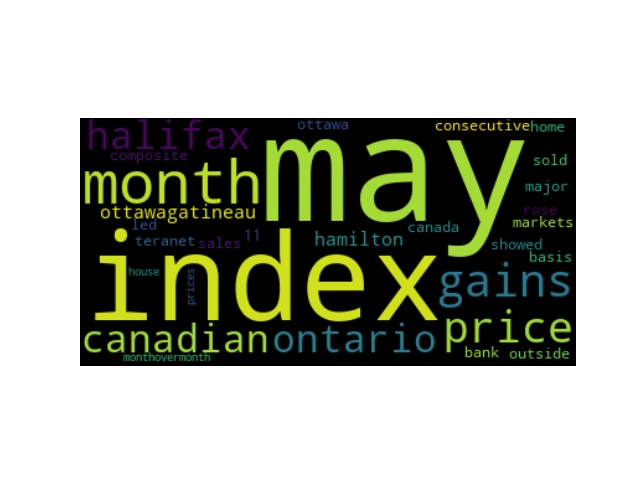 ottawa
consecutive
home
halifax
may
composite
sold
month
major
ottawagatineau
rose
markets
led
canada
teranet
sales
11
hamilton
showed
index
basis
house
prices
gains
canadian
ontario
price
monthovermonth
bank
outside